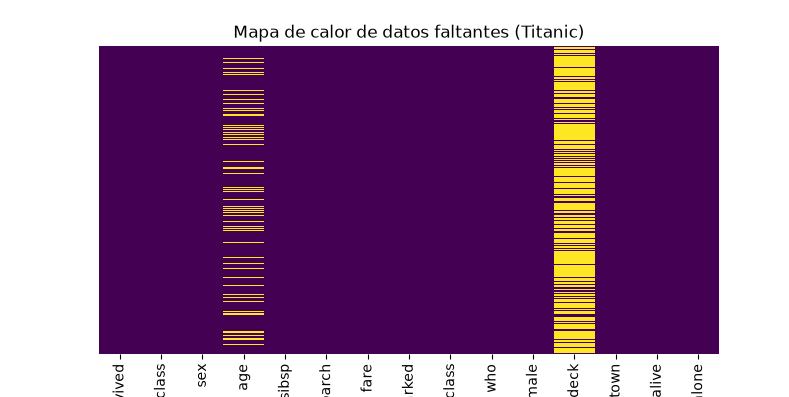 Mapa de calor de datos faltantes (Titanic)
vived
class
sex
age
sibsp
arch
fare
rked
class
who
male
deck
town
alive
lone